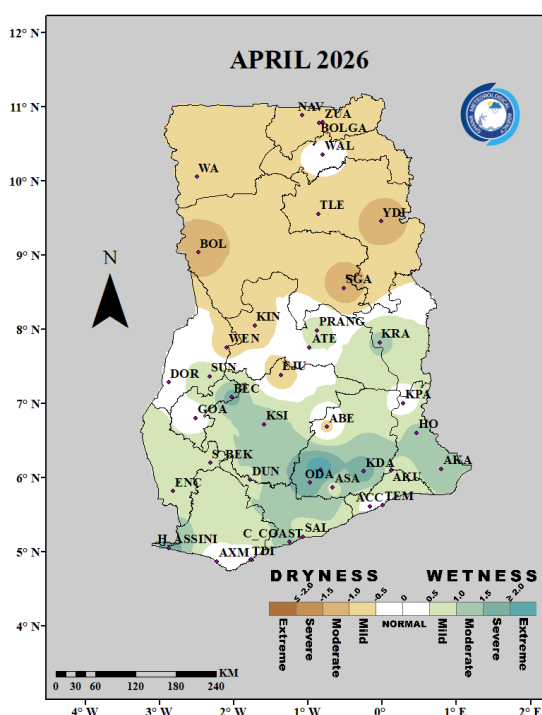 APRIL 2026
12° N
11° N
10° N
9° N
8° N
7° N
6° N
5° N
4° N
N
NAV
ZUA
BOLGA
WAL
WA
TLE
YDI
BOL
SGA
KIN
PRANG
WEN
ATE
KRA
DOR
SUN
EJU
BEC
KPA
GOA
KSI
ABE
HO
S_BEK
DUN
ODA
KDA
AKA
ENC
ASA
AKU
ACC
TEM
H_ASSINI
C_COAST
SAL
AXM
TDI
DRYNESS WETNESS
≤ -2.0 -1.5 -1.0 -0.5 0.5 1.0 1.5 ≥ 2.0
Extreme Severe Moderate Mild NORMAL Mild Moderate Severe Extreme
KM
0 30 60 120 180 240
4° W 3° W 2° W 1° W 0° 1° E 2° E